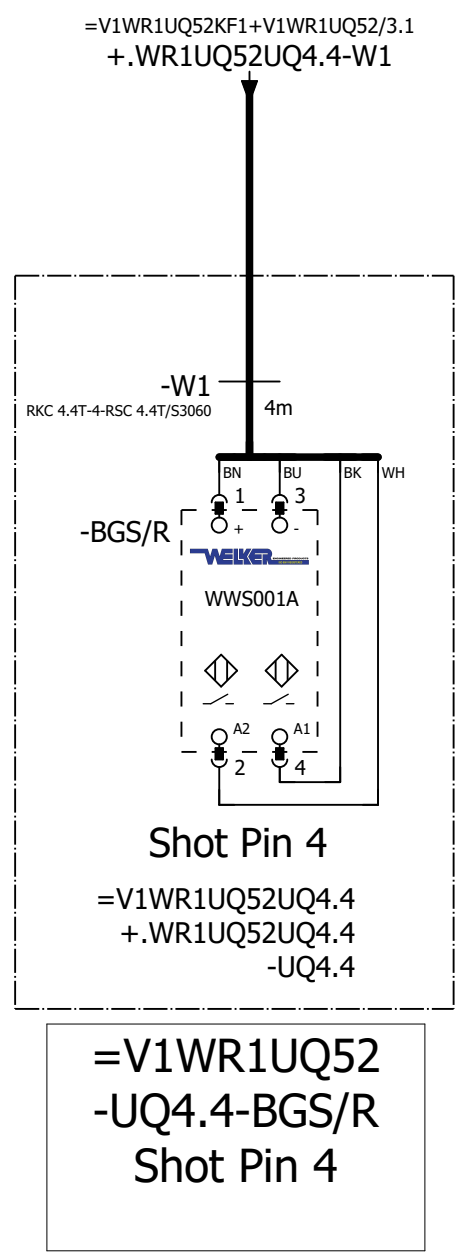 =V1WR1UQ52KF1+V1WR1UQ52/3.1
+.WR1UQ52UQ4.4-W1
-W1
RKC 4.4T-4-RSC 4.4T/S3060
4m
BN BU BK WH
1 3
-BGS/R
+ -
WELKER
WWS001A
A2 A1
2 4
Shot Pin 4
=V1WR1UQ52UQ4.4
+.WR1UQ52UQ4.4
-UQ4.4
=V1WR1UQ52
-UQ4.4-BGS/R
Shot Pin 4